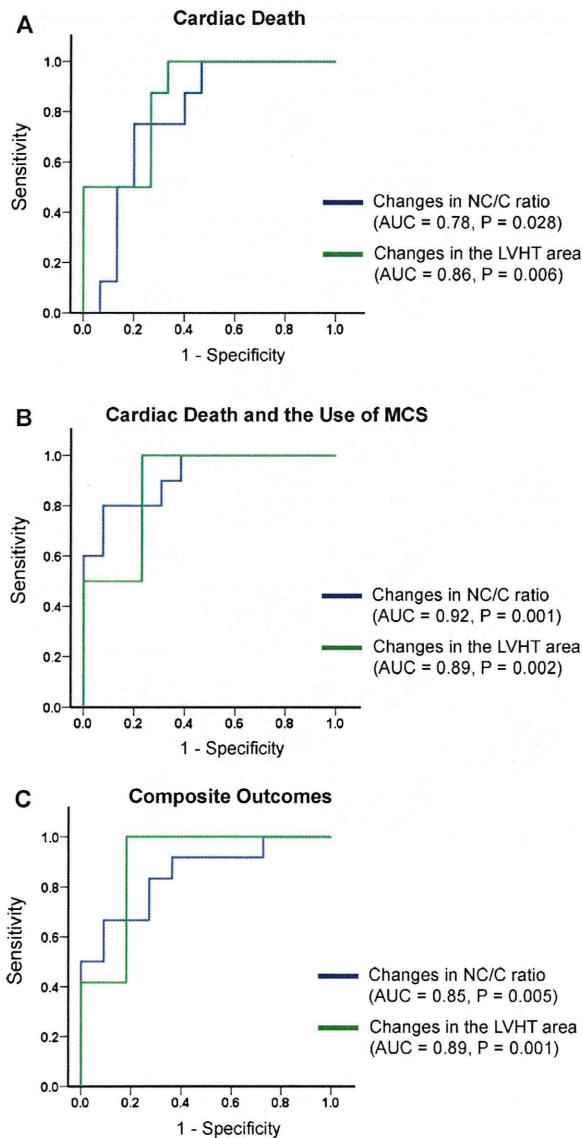 A
Cardiac Death
1.0
0.8
0.6
0.4
0.2
0.0
Sensitivity
0.0 0.2 0.4 0.6 0.8 1.0
1 - Specificity
Changes in NC/C ratio
(AUC = 0.78, P = 0.028)
Changes in the LVHT area
(AUC = 0.86, P = 0.006)
B
Cardiac Death and the Use of MCS
1.0
0.8
0.6
0.4
0.2
0.0
Sensitivity
0.0 0.2 0.4 0.6 0.8 1.0
1 - Specificity
Changes in NC/C ratio
(AUC = 0.92, P = 0.001)
Changes in the LVHT area
(AUC = 0.89, P = 0.002)
C
Composite Outcomes
1.0
0.8
0.6
0.4
0.2
0.0
Sensitivity
0.0 0.2 0.4 0.6 0.8 1.0
1 - Specificity
Changes in NC/C ratio
(AUC = 0.85, P = 0.005)
Changes in the LVHT area
(AUC = 0.89, P = 0.001)